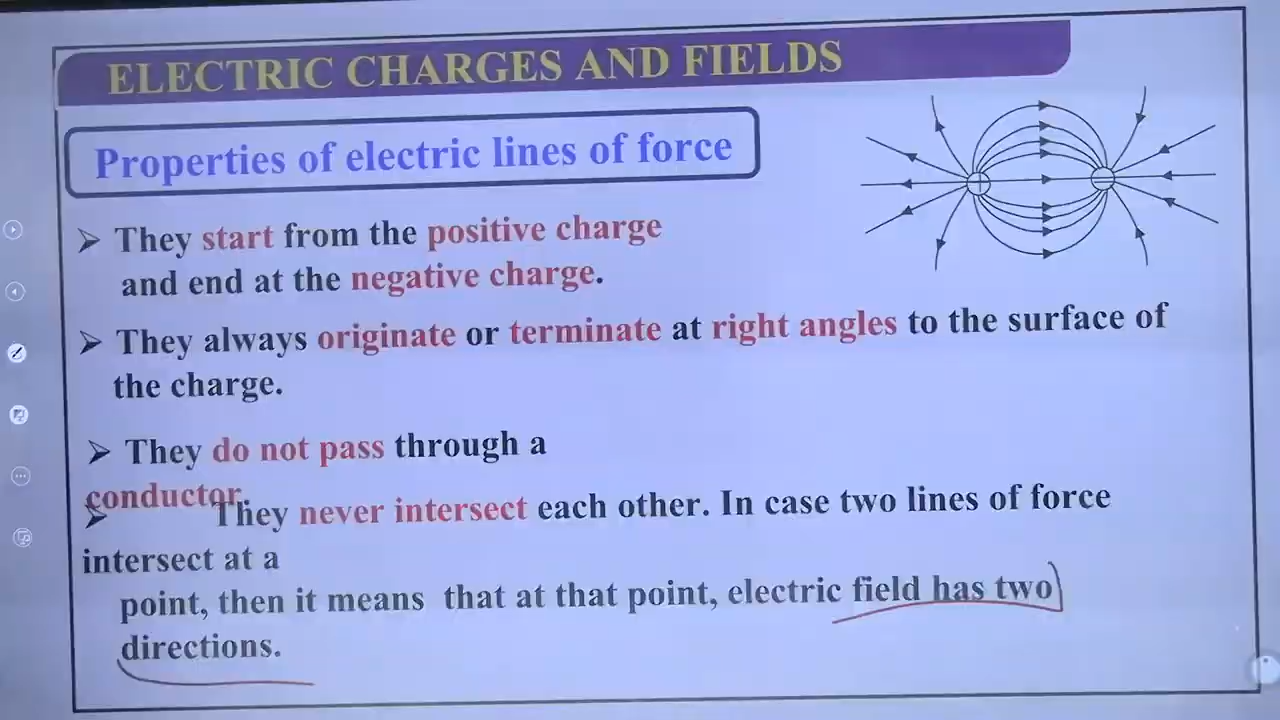 ELECTRIC CHARGES AND FIELDS
Properties of electric lines of force
➢ They start from the positive charge
and end at the negative charge.
➢ They always originate or terminate at right angles to the surface of
the charge.
➢ They do not pass through a
conductor.
➢ They never intersect each other. In case two lines of force
intersect at a
point, then it means that at that point, electric field has two
directions.